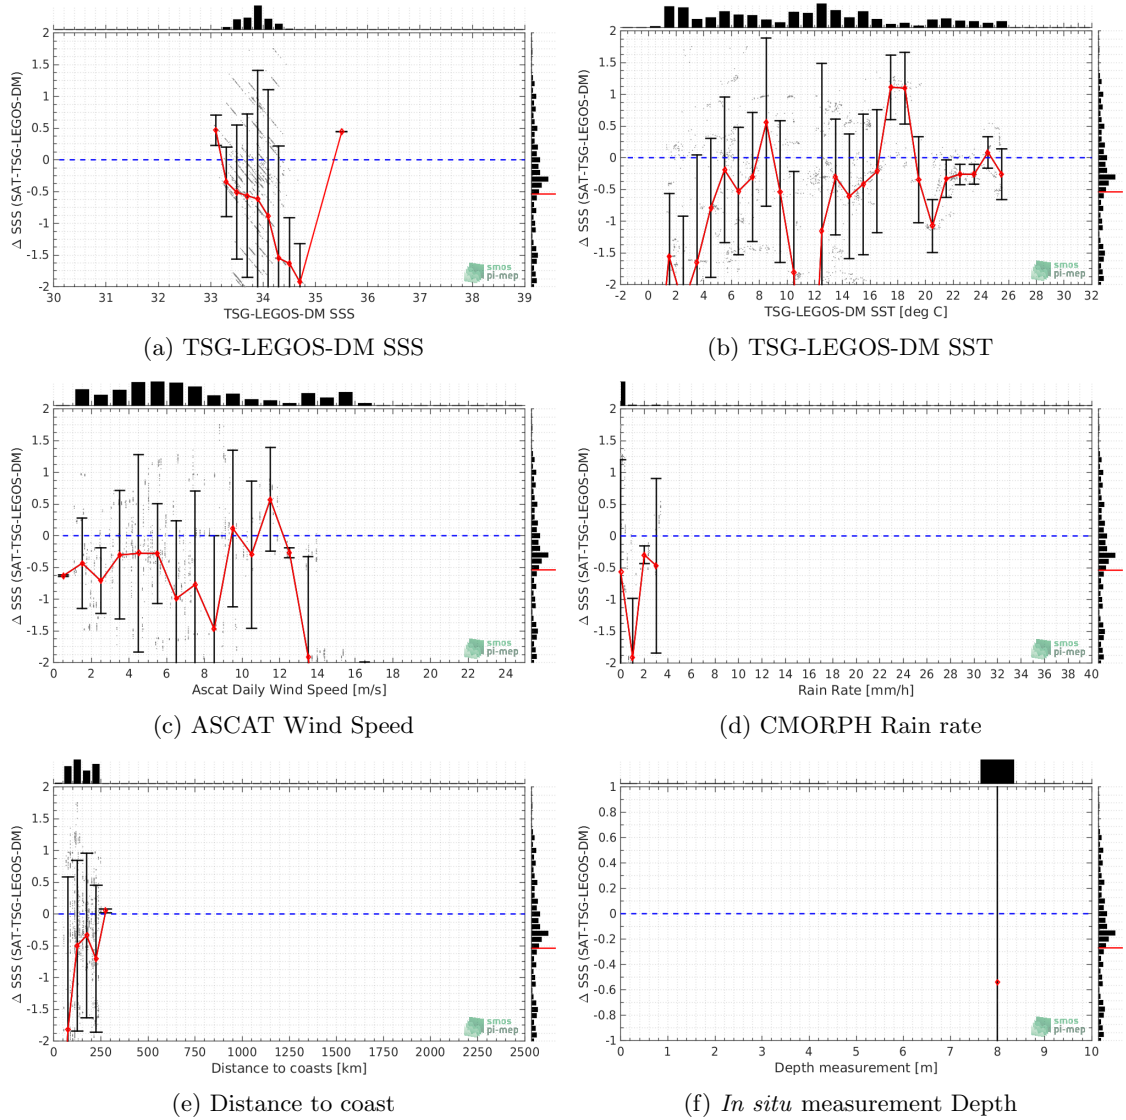 Δ SSS (SAT-TSG-LEGOS-DM)
2
1.5
1
0.5
0
-0.5
-1
-1.5
-2
smos
pi-mep
30 31 32 33 34 35 36 37 38 39
TSG-LEGOS-DM SSS
(a) TSG-LEGOS-DM SSS
Δ SSS (SAT-TSG-LEGOS-DM)
2
1.5
1
0.5
0
-0.5
-1
-1.5
-2
smos
pi-mep
-2 0 2 4 6 8 10 12 14 16 18 20 22 24 26 28 30 32
TSG-LEGOS-DM SST [deg C]
(b) TSG-LEGOS-DM SST
Δ SSS (SAT-TSG-LEGOS-DM)
2
1.5
1
0.5
0
-0.5
-1
-1.5
-2
smos
pi-mep
0 2 4 6 8 10 12 14 16 18 20 22 24
Ascat Daily Wind Speed [m/s]
(c) ASCAT Wind Speed
Δ SSS (SAT-TSG-LEGOS-DM)
2
1.5
1
0.5
0
-0.5
-1
-1.5
-2
smos
pi-mep
0 2 4 6 8 10 12 14 16 18 20 22 24 26 28 30 32 34 36 38 40
Rain Rate [mm/h]
(d) CMORPH Rain rate
Δ SSS (SAT-TSG-LEGOS-DM)
2
1.5
1
0.5
0
-0.5
-1
-1.5
-2
smos
pi-mep
0 250 500 750 1000 1250 1500 1750 2000 2250 2500
Distance to coasts [km]
(e) Distance to coast
Δ SSS (SAT-TSG-LEGOS-DM)
1
0.8
0.6
0.4
0.2
0
-0.2
-0.4
-0.6
-0.8
-1
smos
pi-mep
0 1 2 3 4 5 6 7 8 9 10
Depth measurement [m]
(f) In situ measurement Depth